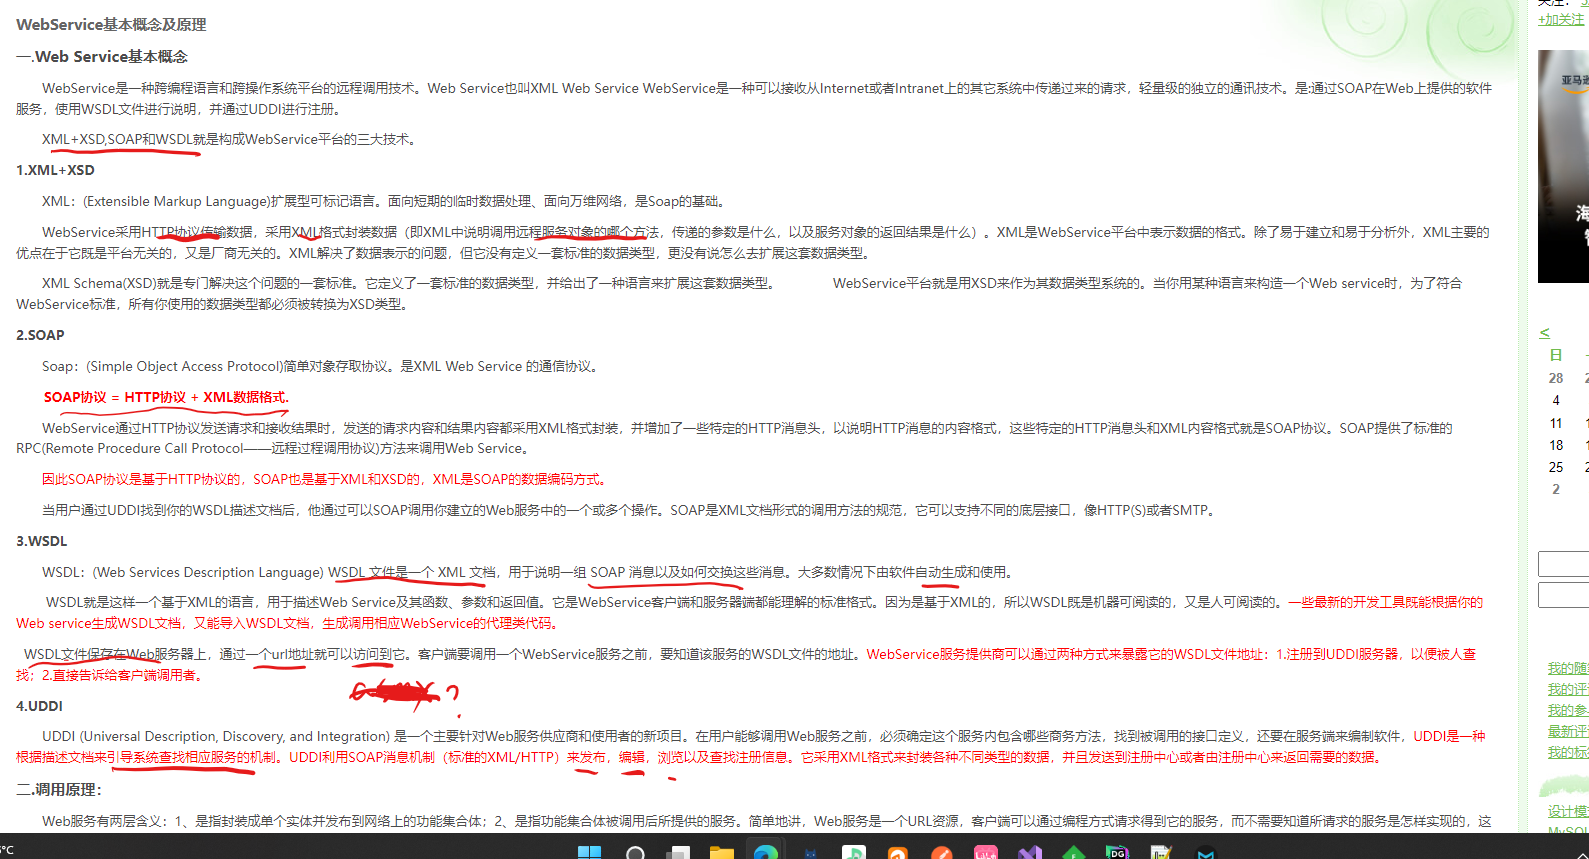 WebService基本概念及原理
一.Web Service基本概念
WebService是一种跨编程语言和跨操作系统平台的远程调用技术。Web Service也叫XML Web Service WebService是一种可以接收从Internet或者Intranet上的其它系统中传递过来的请求，轻量级的独立的通讯技术。是:通过SOAP在Web上提供的软件
服务，使用WSDL文件进行说明，并通过UDDI进行注册。
XML+XSD,SOAP和WSDL就是构成WebService平台的三大技术。
1.XML+XSD
XML：(Extensible Markup Language)扩展型可标记语言。面向短期的临时数据处理、面向万维网络，是Soap的基础。
WebService采用HTTP协议传输数据，采用XML格式封装数据（即XML中说明调用远程服务对象的哪个方法，传递的参数是什么，以及服务对象的返回结果是什么）。XML是WebService平台中表示数据的格式。除了易于建立和易于分析外，XML主要的
优点在于它既是平台无关的，又是厂商无关的。XML解决了数据表示的问题，但它没有定义一套标准的数据类型，更没有说怎么去扩展这套数据类型。
XML Schema(XSD)就是专门解决这个问题的一套标准。它定义了一套标准的数据类型，并给出了一种语言来扩展这套数据类型。 WebService平台就是用XSD来作为其数据类型系统的。当你用某种语言来构造一个Web service时，为了符合
WebService标准，所有你使用的数据类型都必须被转换为XSD类型。
2.SOAP
Soap：(Simple Object Access Protocol)简单对象存取协议。是XML Web Service 的通信协议。
SOAP协议 = HTTP协议 + XML数据格式.
WebService通过HTTP协议发送请求和接收结果时，发送的请求内容和结果内容都采用XML格式封装，并增加了一些特定的HTTP消息头，以说明HTTP消息的内容格式，这些特定的HTTP消息头和XML内容格式就是SOAP协议。SOAP提供了标准的
RPC(Remote Procedure Call Protocol——远程过程调用协议)方法来调用Web Service。
因此SOAP协议是基于HTTP协议的，SOAP也是基于XML和XSD的，XML是SOAP的数据编码方式。
当用户通过UDDI找到你的WSDL描述文档后，他通过可以SOAP调用你建立的Web服务中的一个或多个操作。SOAP是XML文档形式的调用方法的规范，它可以支持不同的底层接口，像HTTP(S)或者SMTP。
3.WSDL
WSDL：(Web Services Description Language) WSDL 文件是一个 XML 文档，用于说明一组 SOAP 消息以及如何交换这些消息。大多数情况下由软件自动生成和使用。
WSDL就是这样一个基于XML的语言，用于描述Web Service及其函数、参数和返回值。它是WebService客户端和服务器端都能理解的标准格式。因为是基于XML的，所以WSDL既是机器可阅读的，又是人可阅读的。一些最新的开发工具既能根据你的
Web service生成WSDL文档，又能导入WSDL文档，生成调用相应WebService的代理类代码。
WSDL文件保存在Web服务器上，通过一个url地址就可以访问到它。客户端要调用一个WebService服务之前，要知道该服务的WSDL文件的地址。WebService服务提供商可以通过两种方式来暴露它的WSDL文件地址：1.注册到UDDI服务器，以便被人查
找；2.直接告诉给客户端调用者。
?
4.UDDI
UDDI (Universal Description, Discovery, and Integration) 是一个主要针对Web服务供应商和使用者的新项目。在用户能够调用Web服务之前，必须确定这个服务内包含哪些商务方法，找到被调用的接口定义，还要在服务端来编制软件，UDDI是一种
根据描述文档来引导系统查找相应服务的机制。UDDI利用SOAP消息机制（标准的XML/HTTP）来发布，编辑，浏览以及查找注册信息。它采用XML格式来封装各种不同类型的数据，并且发送到注册中心或者由注册中心来返回需要的数据。
二.调用原理：
Web服务有两层含义：1、是指封装成单个实体并发布到网络上的功能集合体；2、是指功能集合体被调用后所提供的服务。简单地讲，Web服务是一个URL资源，客户端可以通过编程方式请求得到它的服务，而不需要知道所请求的服务是怎样实现的，这
+加关注
亚马逊
<
日
28
4
11
18
25
2
我的随
我的评
我的参
最新评
我的标
设计模
MySQL
DG
°C